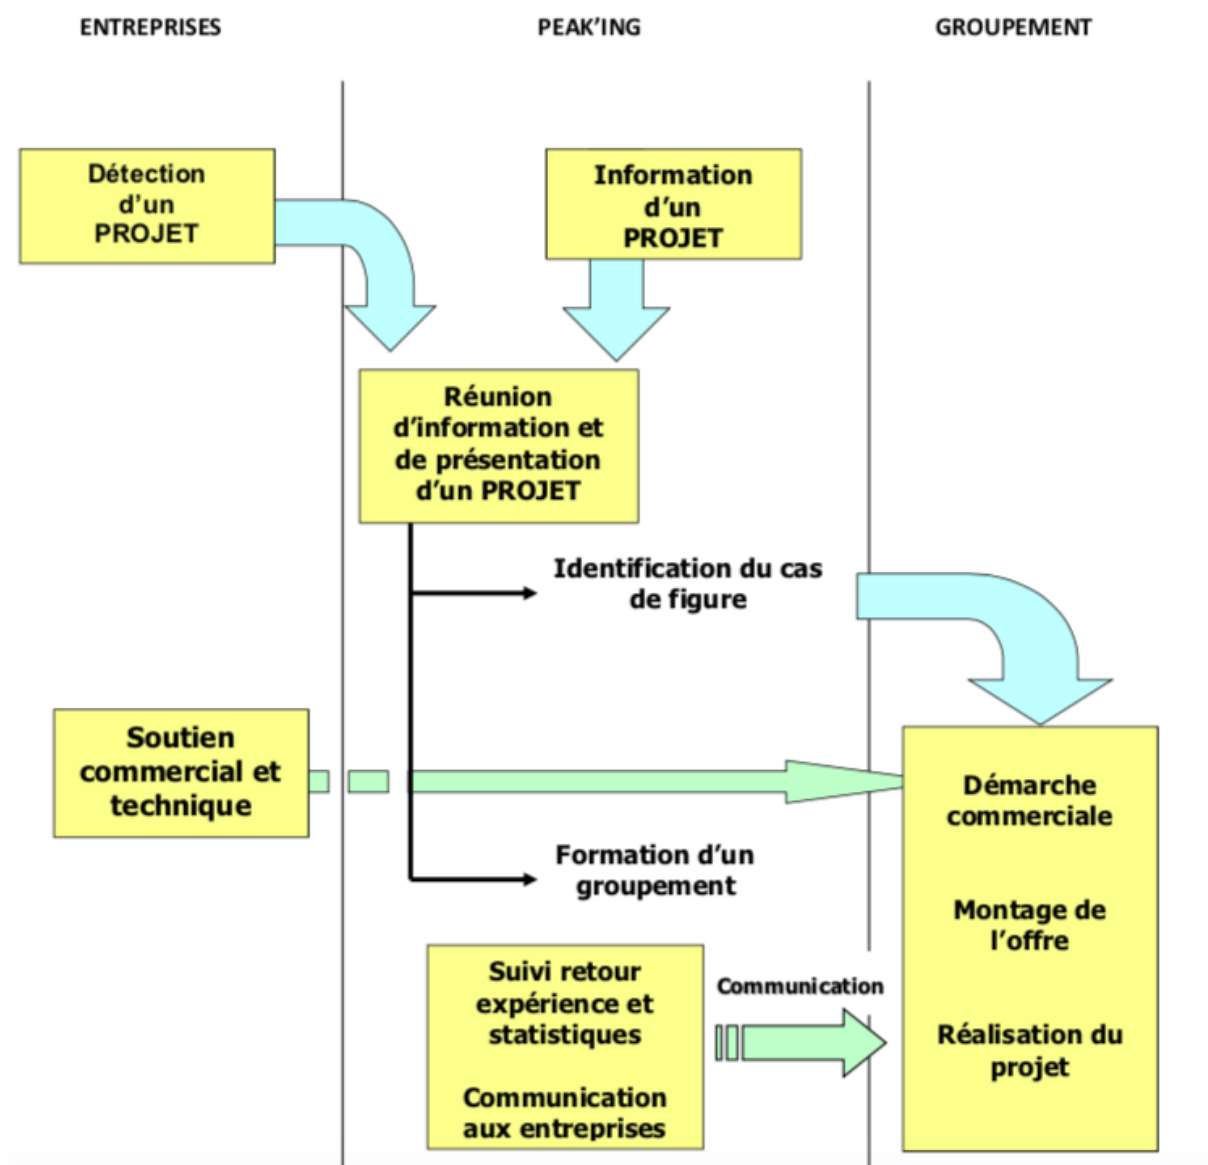 ENTREPRISES
PEAK’ING
GROUPEMENT
Détection
d’un
PROJET
Information
d’un
PROJET
Réunion
d’information et
de présentation
d’un PROJET
Identification du cas
de figure
Soutien
commercial et
technique
Démarche
commerciale
Montage de
l’offre
Réalisation du
projet
Formation d’un
groupement
Suivi retour
expérience et
statistiques
Communication
aux entreprises
Communication